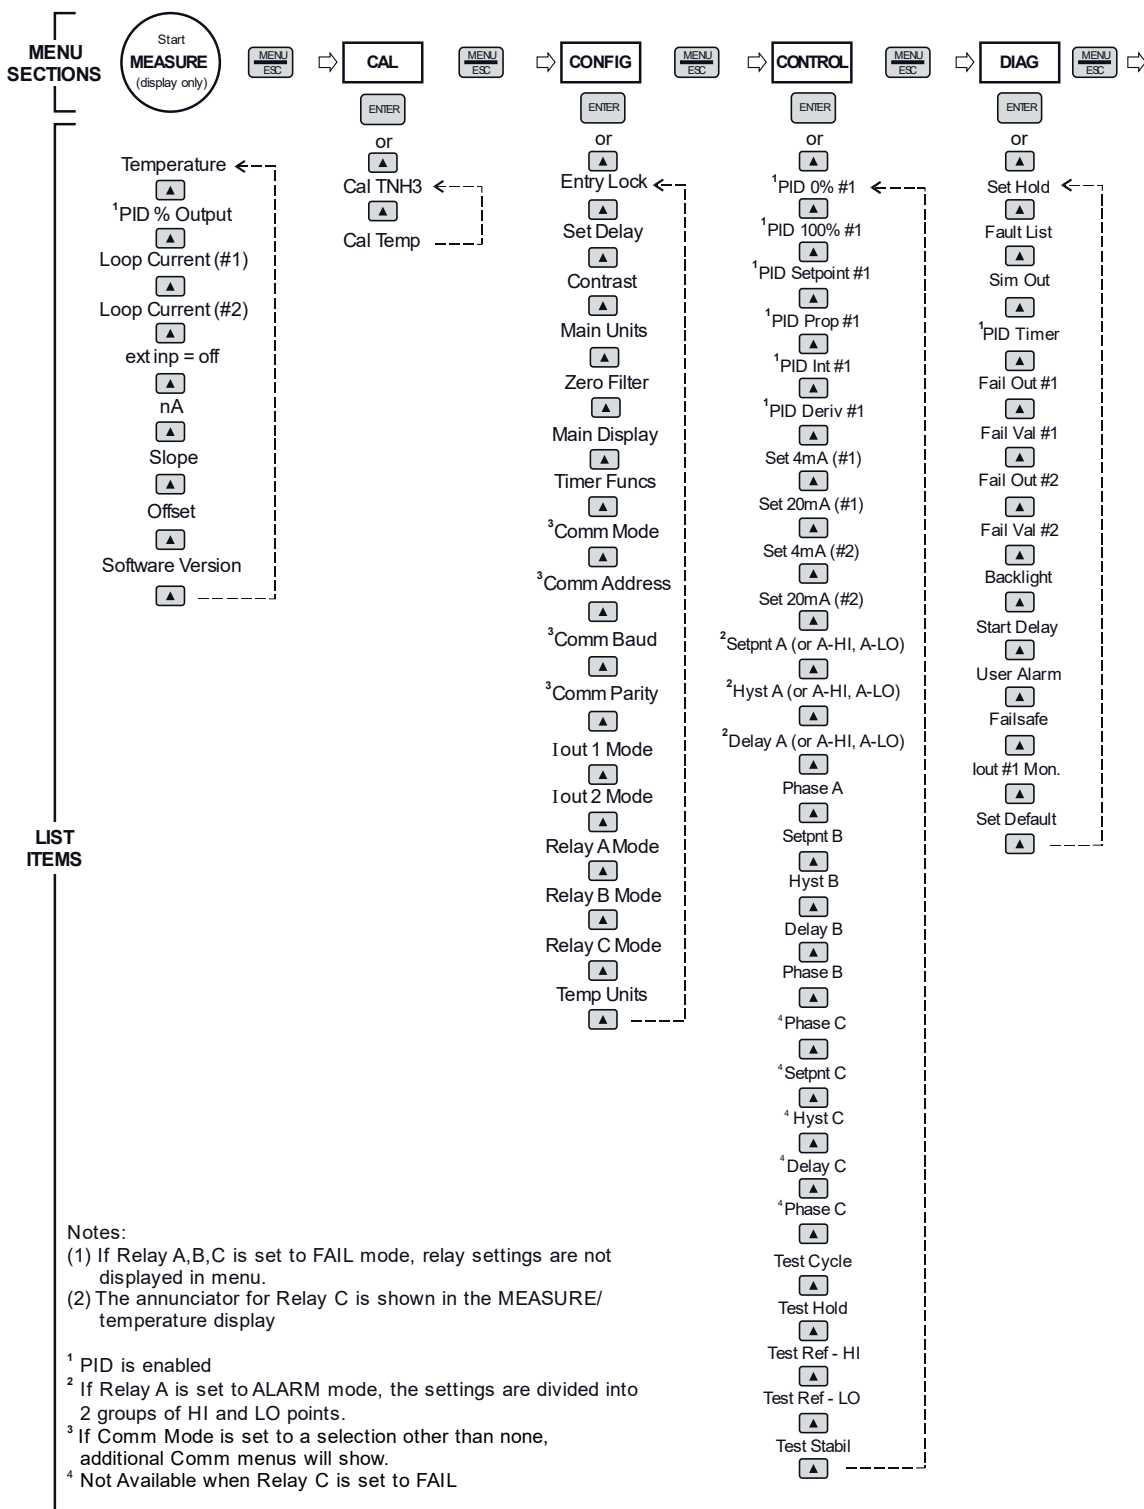 MENU
SECTIONS
Start
MEASURE
(display only)
MENU
ESC
CAL
MENU
ESC
CONFIG
MENU
ESC
CONTROL
MENU
ESC
DIAG
MENU
ESC
LIST
ITEMS
Temperature
¹PID % Output
Loop Current (#1)
Loop Current (#2)
ext inp = off
nA
Slope
Offset
Software Version
ENTER
or
Cal TNH3
Cal Temp
ENTER
or
Entry Lock
Set Delay
Contrast
Main Units
Zero Filter
Main Display
Timer Funcs
³Comm Mode
³Comm Address
³Comm Baud
³Comm Parity
Iout 1 Mode
Iout 2 Mode
Relay A Mode
Relay B Mode
Relay C Mode
Temp Units
ENTER
or
¹PID 0% #1
¹PID 100% #1
¹PID Setpoint #1
¹PID Prop #1
¹PID Int #1
¹PID Deriv #1
Set 4mA (#1)
Set 20mA (#1)
Set 4mA (#2)
Set 20mA (#2)
²Setpnt A (or A-HI, A-LO)
²Hyst A (or A-HI, A-LO)
²Delay A (or A-HI, A-LO)
Phase A
Setpnt B
Hyst B
Delay B
Phase B
⁴Phase C
⁴Setpnt C
⁴Hyst C
⁴Delay C
⁴Phase C
Test Cycle
Test Hold
Test Ref - HI
Test Ref - LO
Test Stabil
ENTER
or
Set Hold
Fault List
Sim Out
¹PID Timer
Fail Out #1
Fail Val #1
Fail Out #2
Fail Val #2
Backlight
Start Delay
User Alarm
Failsafe
Iout #1 Mon.
Set Default
Notes:
(1) If Relay A,B,C is set to FAIL mode, relay settings are not
displayed in menu.
(2) The annunciator for Relay C is shown in the MEASURE/
temperature display
¹ PID is enabled
² If Relay A is set to ALARM mode, the settings are divided into
2 groups of HI and LO points.
³ If Comm Mode is set to a selection other than none,
additional Comm menus will show.
⁴ Not Available when Relay C is set to FAIL